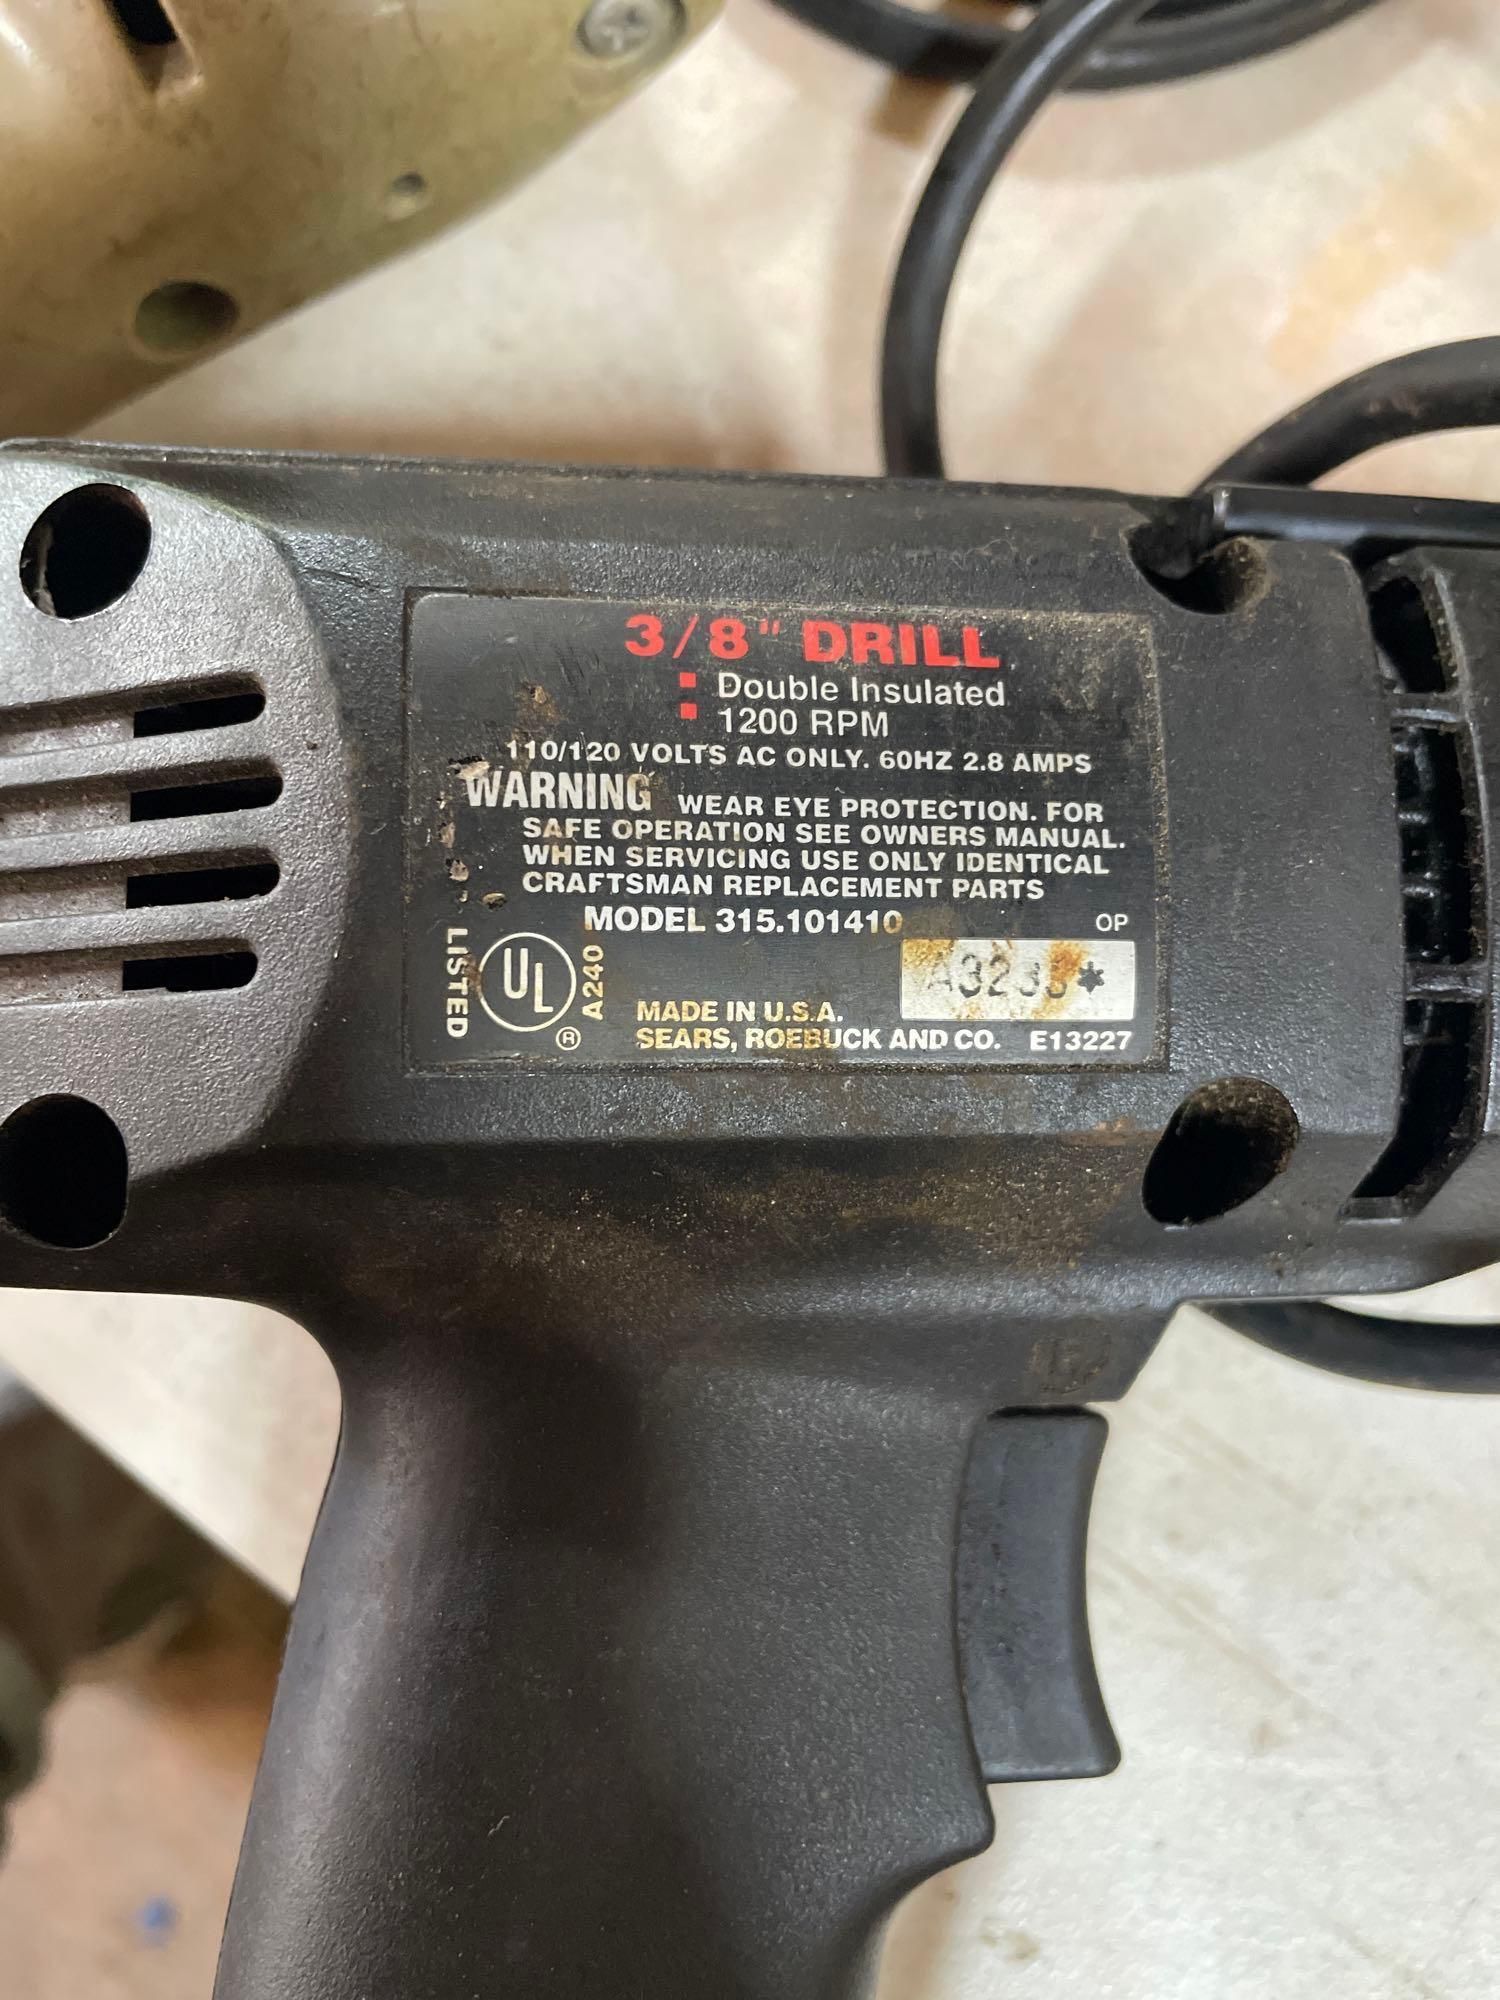 3/8" DRILL
Double Insulated
1200 RPM
110/120 VOLTS AC ONLY. 60HZ 2.8 AMPS
WARNING WEAR EYE PROTECTION. FOR
SAFE OPERATION SEE OWNERS MANUAL.
WHEN SERVICING USE ONLY IDENTICAL
CRAFTSMAN REPLACEMENT PARTS
MODEL 315.101410 OP
LISTED
UL
®
A240
MADE IN U.S.A.
SEARS, ROEBUCK AND CO. E13227